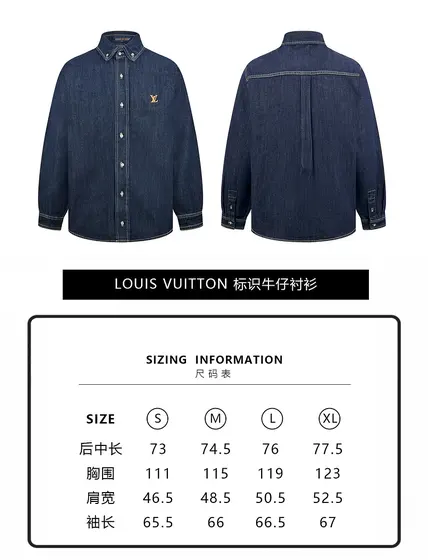 LOUIS VUITTON 标识牛仔衬衫
SIZING INFORMATION
尺码表
SIZE S M L XL
后中长 73 74.5 76 77.5
胸围 111 115 119 123
肩宽 46.5 48.5 50.5 52.5
袖长 65.5 66 66.5 67